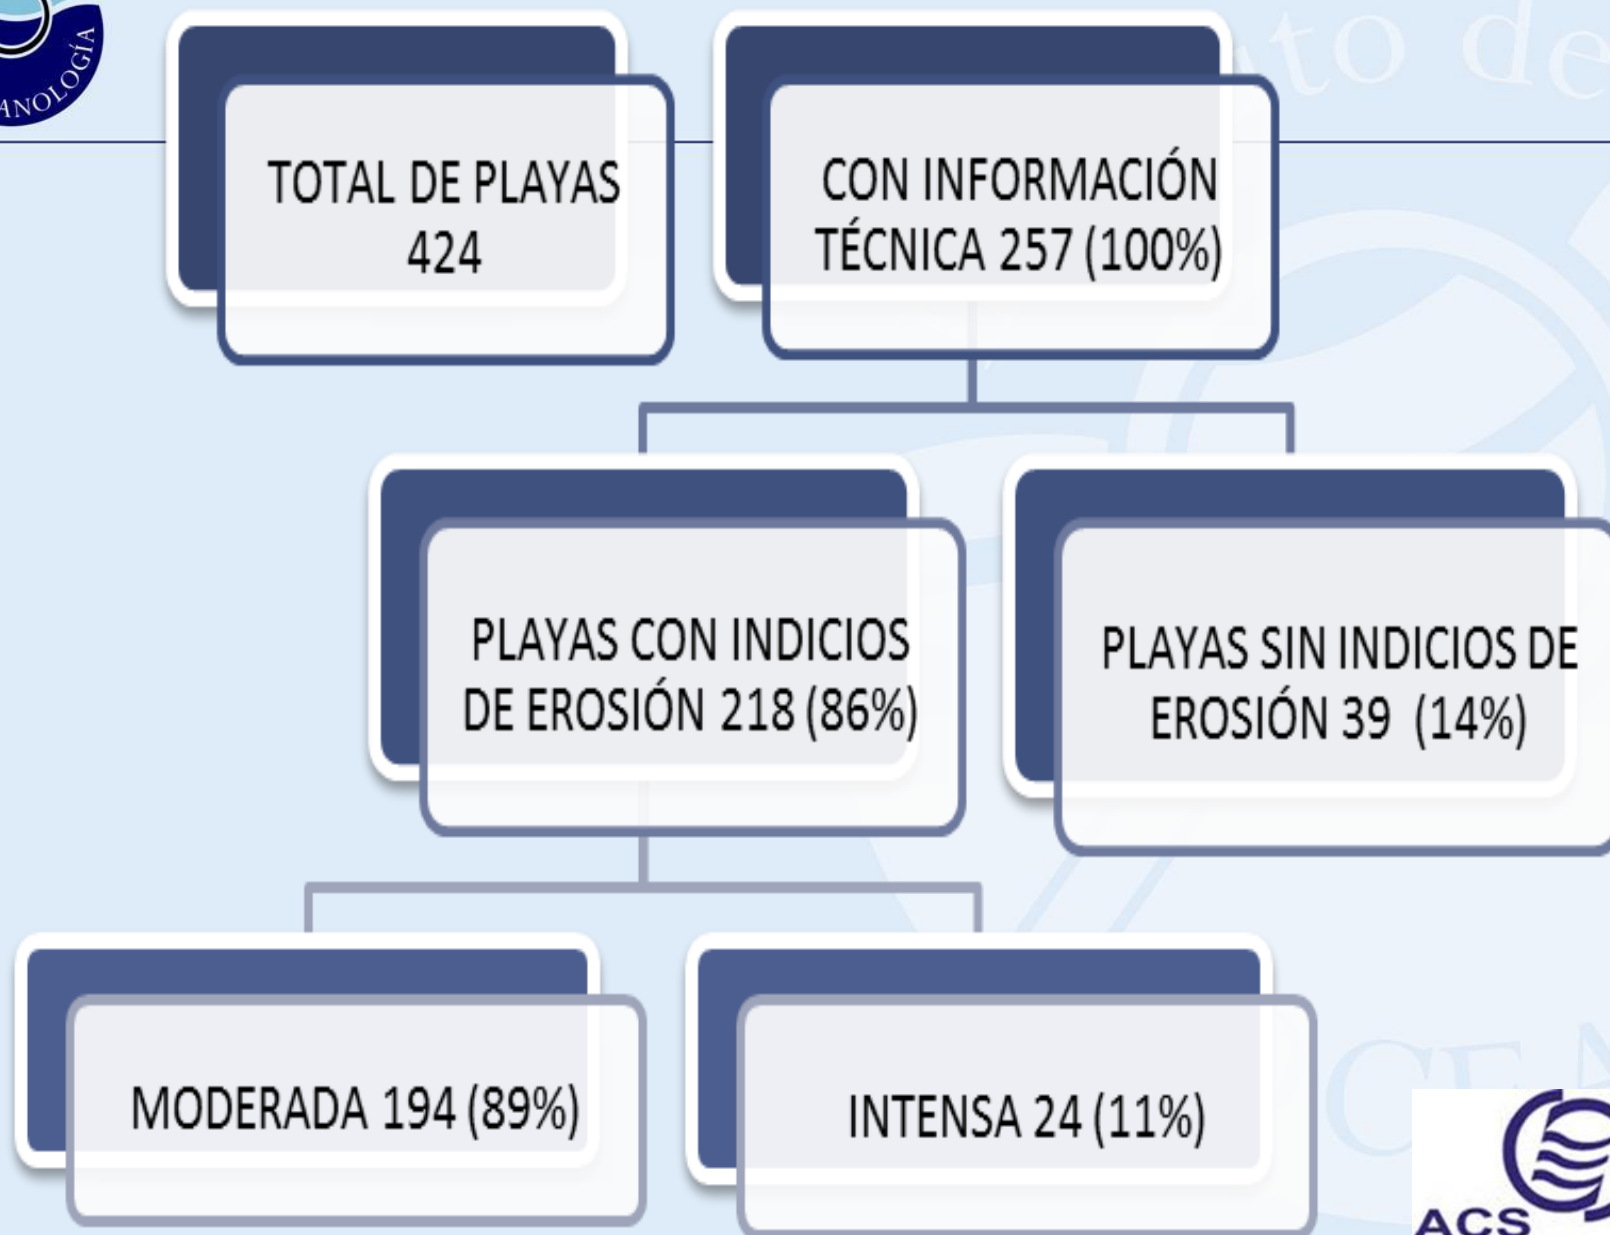 TOTAL DE PLAYAS
424
CON INFORMACIÓN
TÉCNICA 257 (100%)
PLAYAS CON INDICIOS
DE EROSIÓN 218 (86%)
PLAYAS SIN INDICIOS DE
EROSIÓN 39 (14%)
MODERADA 194 (89%)
INTENSA 24 (11%)
ACS